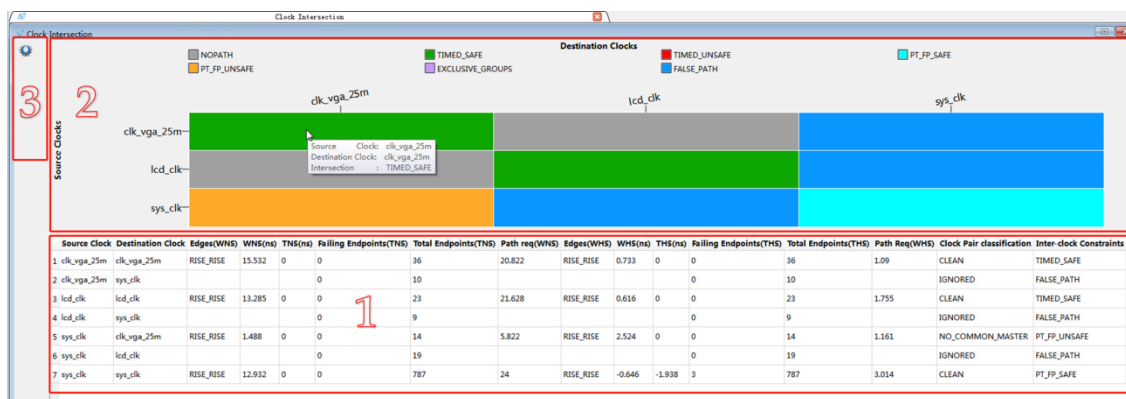 Clock Intersection
Clock Intersection
Destination Clocks
NOPATH TIMED_SAFE TIMED_UNSAFE PT_FP_SAFE
PT_FP_UNSAFE EXCLUSIVE_GROUPS FALSE_PATH
3
2
clk_vga_25m lcd_clk sys_clk
Source Clocks
clk_vga_25m
lcd_clk
sys_clk
Source Clock: clk_vga_25m
Destination Clock: clk_vga_25m
Intersection : TIMED_SAFE
Source Clock Destination Clock Edges(WNS) WNS(ns) TNS(ns) Failing Endpoints(TNS) Total Endpoints(TNS) Path req(WNS) Edges(WHS) WHS(ns) THS(ns) Failing Endpoints(THS) Total Endpoints(THS) Path Req(WHS) Clock Pair classification Inter-clock Constraints
1 clk_vga_25m clk_vga_25m RISE_RISE 15.532 0 0 36 20.822 RISE_RISE 0.733 0 0 36 1.09 CLEAN TIMED_SAFE
2 clk_vga_25m sys_clk 0 10 0 10 IGNORED FALSE_PATH
3 lcd_clk lcd_clk RISE_RISE 13.285 0 0 23 21.628 RISE_RISE 0.616 0 0 23 1.755 CLEAN TIMED_SAFE
4 lcd_clk sys_clk 0 9 0 9 IGNORED FALSE_PATH
5 sys_clk clk_vga_25m RISE_RISE 1.488 0 0 14 5.822 RISE_RISE 2.524 0 0 14 1.161 NO_COMMON_MASTER PT_FP_UNSAFE
6 sys_clk lcd_clk 0 19 0 19 IGNORED FALSE_PATH
7 sys_clk sys_clk RISE_RISE 12.932 0 0 787 24 RISE_RISE -0.646 -1.938 3 787 3.014 CLEAN PT_FP_SAFE
1